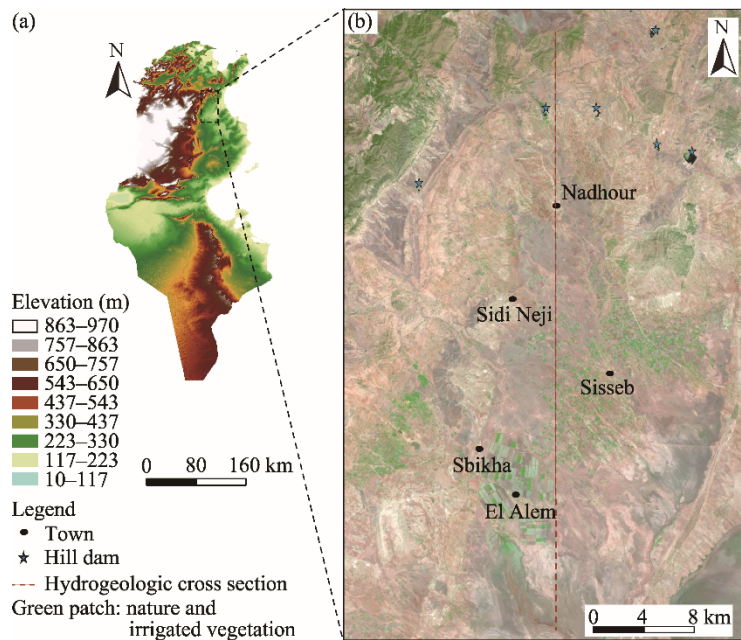 (a)
N
Elevation (m)
863–970
757–863
650–757
543–650
437–543
330–437
223–330
117–223
10–117
0 80 160 km
Legend
Town
Hill dam
Hydrogeologic cross section
Green patch: nature and
irrigated vegetation
(b)
N
Nadhour
Sidi Neji
Sisseb
Sbikha
El Alem
0 4 8 km